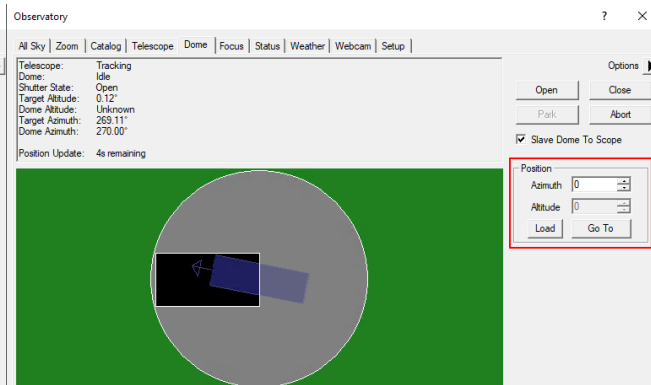 Observatory ? ×
All Sky Zoom Catalog Telescope Dome Focus Status Weather Webcam Setup
Telescope: Tracking
Dome: Idle
Shutter State: Open
Target Altitude: 0.12°
Dome Altitude: Unknown
Target Azimuth: 269.11°
Dome Azimuth: 270.00°
Position Update: 4s remaining
Options
Open Close
Park Abort
Slave Dome To Scope
Position
Azimuth 0
Altitude 0
Load Go To